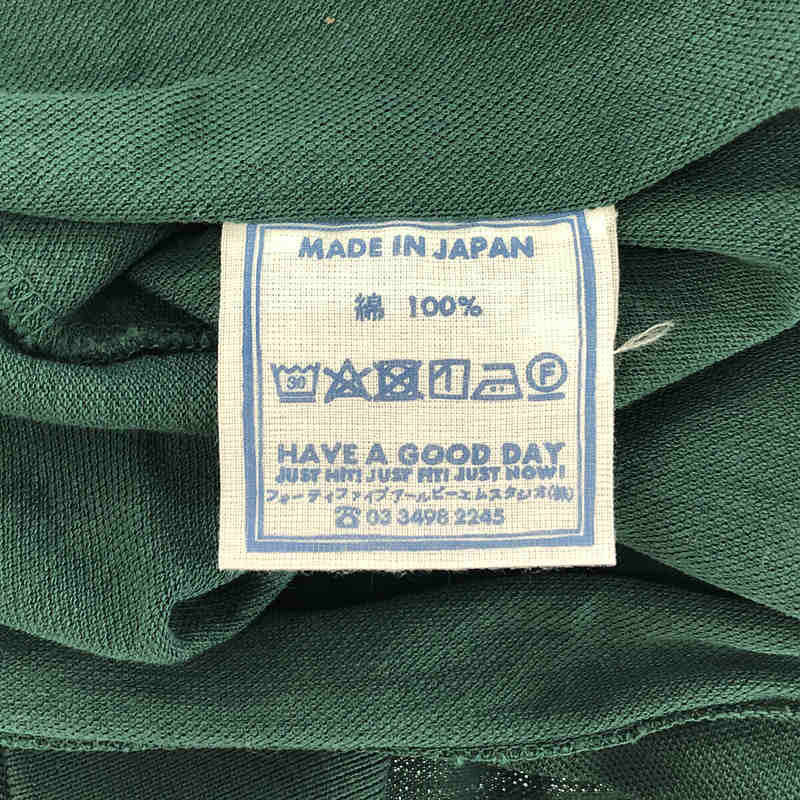 MADE IN JAPAN
綿 100%
30 F
HAVE A GOOD DAY
JUST HIT! JUST FIT! JUST NOW!
フォーティファイブアールピーエムスタジオ(株)
☎ 03 3498 2245